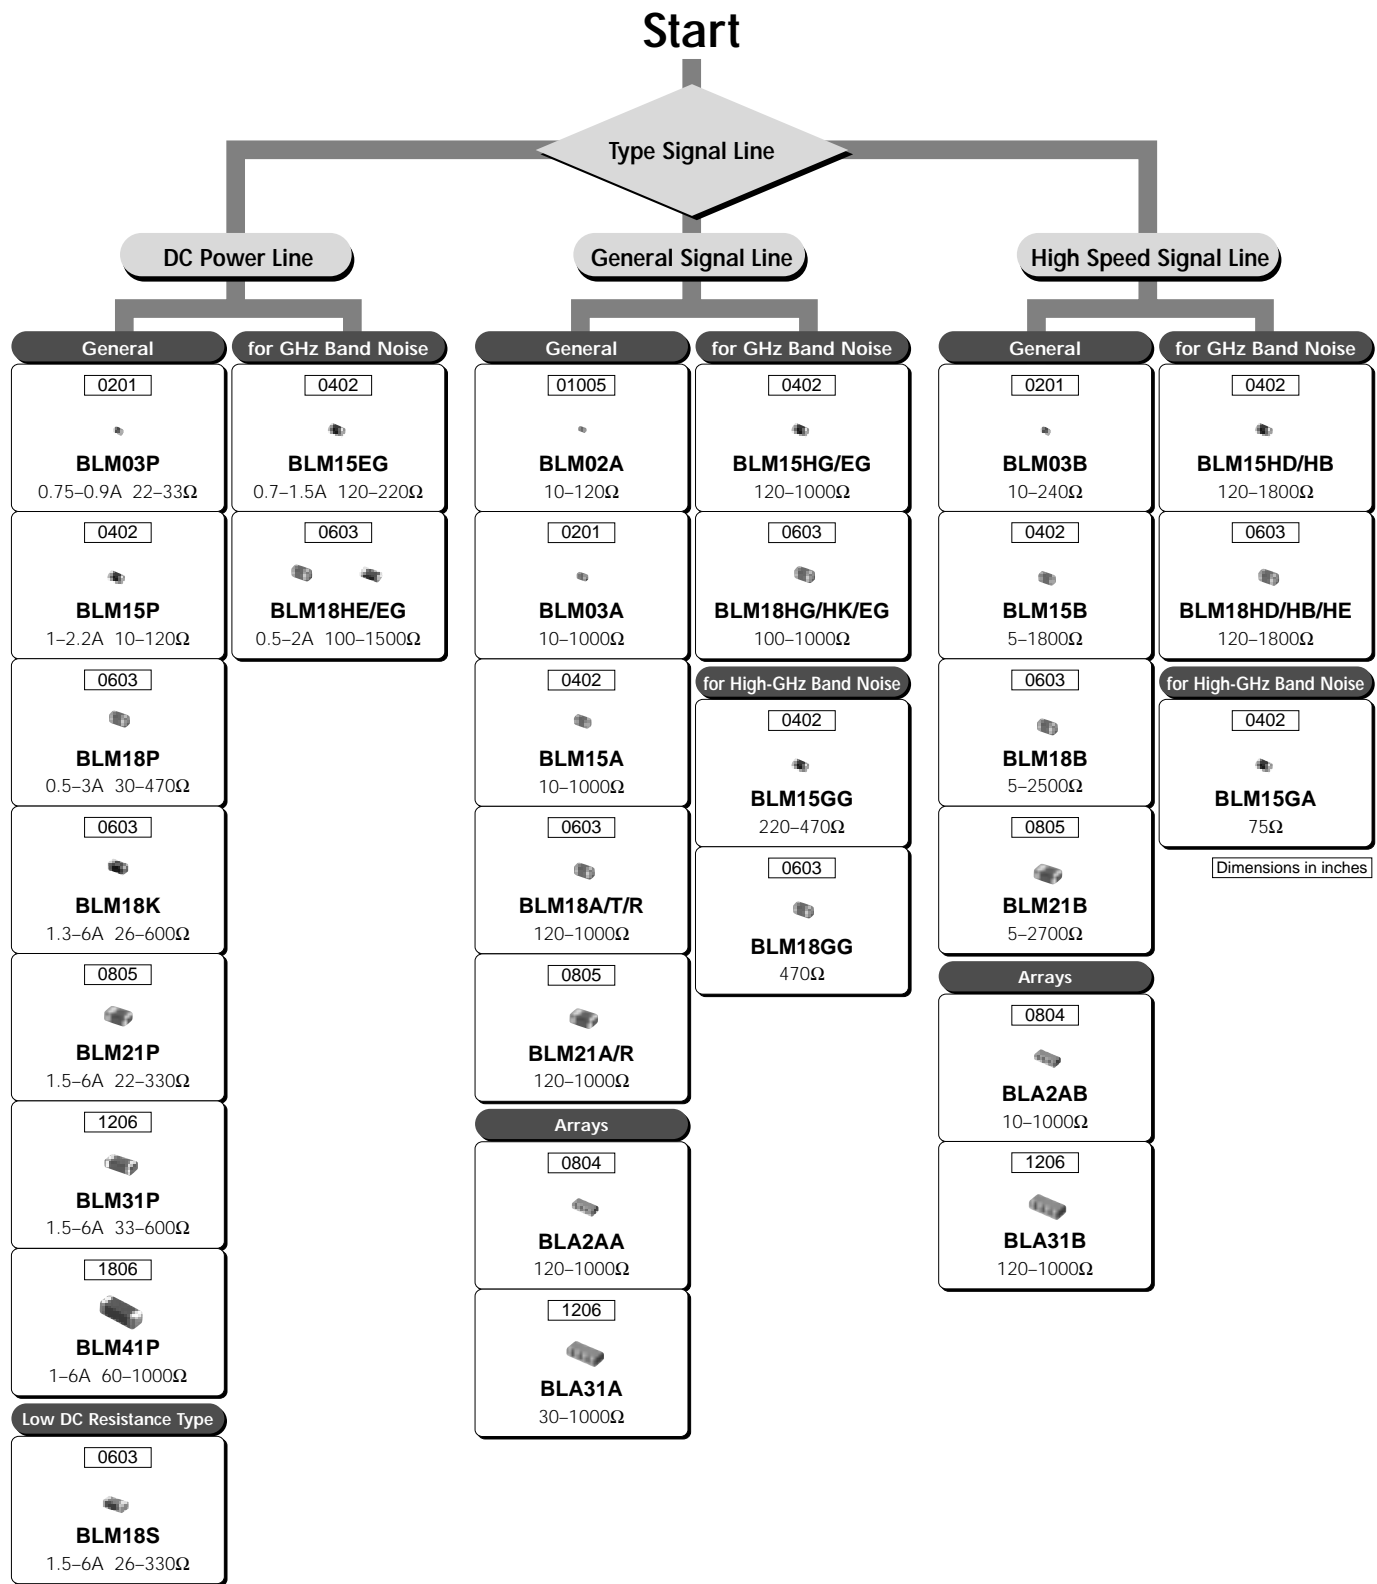 Start
Type Signal Line
DC Power Line
General
0201
BLM03P
0.75–0.9A 22–33Ω
0402
BLM15P
1–2.2A 10–120Ω
0603
BLM18P
0.5–3A 30–470Ω
0603
BLM18K
1.3–6A 26–600Ω
0805
BLM21P
1.5–6A 22–330Ω
1206
BLM31P
1.5–6A 33–600Ω
1806
BLM41P
1–6A 60–1000Ω
Low DC Resistance Type
0603
BLM18S
1.5–6A 26–330Ω
for GHz Band Noise
0402
BLM15EG
0.7–1.5A 120–220Ω
0603
BLM18HE/EG
0.5–2A 100–1500Ω
General Signal Line
General
01005
BLM02A
10–120Ω
0201
BLM03A
10–1000Ω
0402
BLM15A
10–1000Ω
0603
BLM18A/T/R
120–1000Ω
0805
BLM21A/R
120–1000Ω
Arrays
0804
BLA2AA
120–1000Ω
1206
BLA31A
30–1000Ω
for GHz Band Noise
0402
BLM15HG/EG
120–1000Ω
0603
BLM18HG/HK/EG
100–1000Ω
for High-GHz Band Noise
0402
BLM15GG
220–470Ω
0603
BLM18GG
470Ω
High Speed Signal Line
General
0201
BLM03B
10–240Ω
0402
BLM15B
5–1800Ω
0603
BLM18B
5–2500Ω
0805
BLM21B
5–2700Ω
Arrays
0804
BLA2AB
10–1000Ω
1206
BLA31B
120–1000Ω
for GHz Band Noise
0402
BLM15HD/HB
120–1800Ω
0603
BLM18HD/HB/HE
120–1800Ω
for High-GHz Band Noise
0402
BLM15GA
75Ω
Dimensions in inches